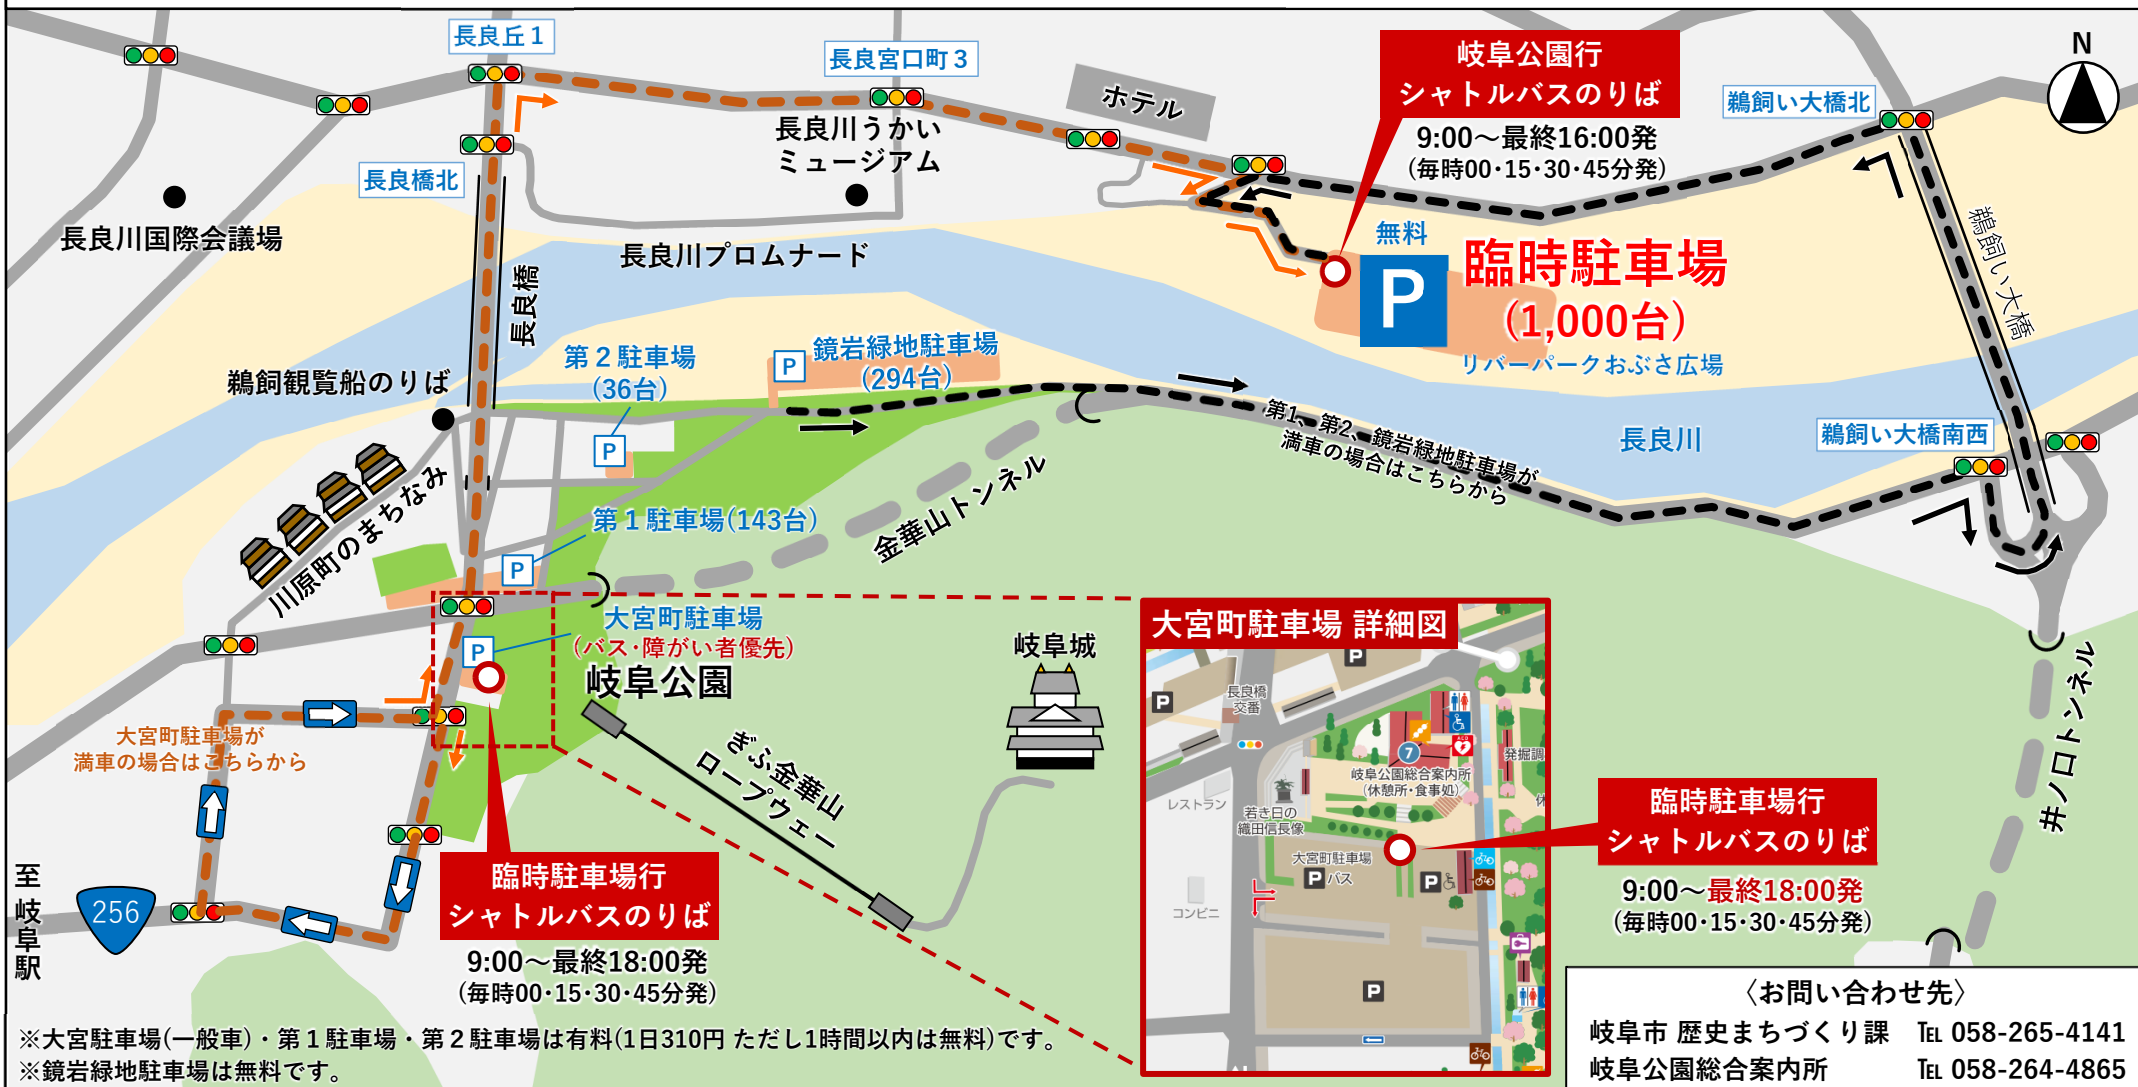 長良丘1
長良宮口町3
岐阜公園行
シャトルバスのりば
9:00～最終16:00発
(毎時00･15･30･45分発)
N
鵜飼い大橋北
ホテル
長良川うかい
ミュージアム
長良橋北
長良川国際会議場
長良川プロムナード
長良橋
無料
P
臨時駐車場
(1,000台)
リバーパークおぶさ広場
鵜飼い大橋
第2駐車場
(36台)
P
P
鏡岩緑地駐車場
(294台)
鵜飼観覧船のりば
第1、第2、鏡岩緑地駐車場が
満車の場合はこちらから
長良川
鵜飼い大橋南西
川原町のまちなみ
第1駐車場(143台)
P
金華山トンネル
大宮町駐車場
(バス･障がい者優先)
P
岐阜公園
岐阜城
ぎふ金華山
ロープウェー
大宮町駐車場が
満車の場合はこちらから
至岐阜駅
256
臨時駐車場行
シャトルバスのりば
9:00～最終18:00発
(毎時00･15･30･45分発)
大宮町駐車場 詳細図
P
P
長良橋
交番
7
AED
発掘調
岐阜公園総合案内所
(休憩所･食事処)
休
レストラン
若き日の
織田信長像
大宮町駐車場
P バス
P
コンビニ
P
臨時駐車場行
シャトルバスのりば
9:00～最終18:00発
(毎時00･15･30･45分発)
井ノ口トンネル
※大宮駐車場(一般車)・第1駐車場・第2駐車場は有料(1日310円 ただし1時間以内は無料)です。
※鏡岩緑地駐車場は無料です。
〈お問い合わせ先〉
岐阜市 歴史まちづくり課 ℡ 058-265-4141
岐阜公園総合案内所 ℡ 058-264-4865